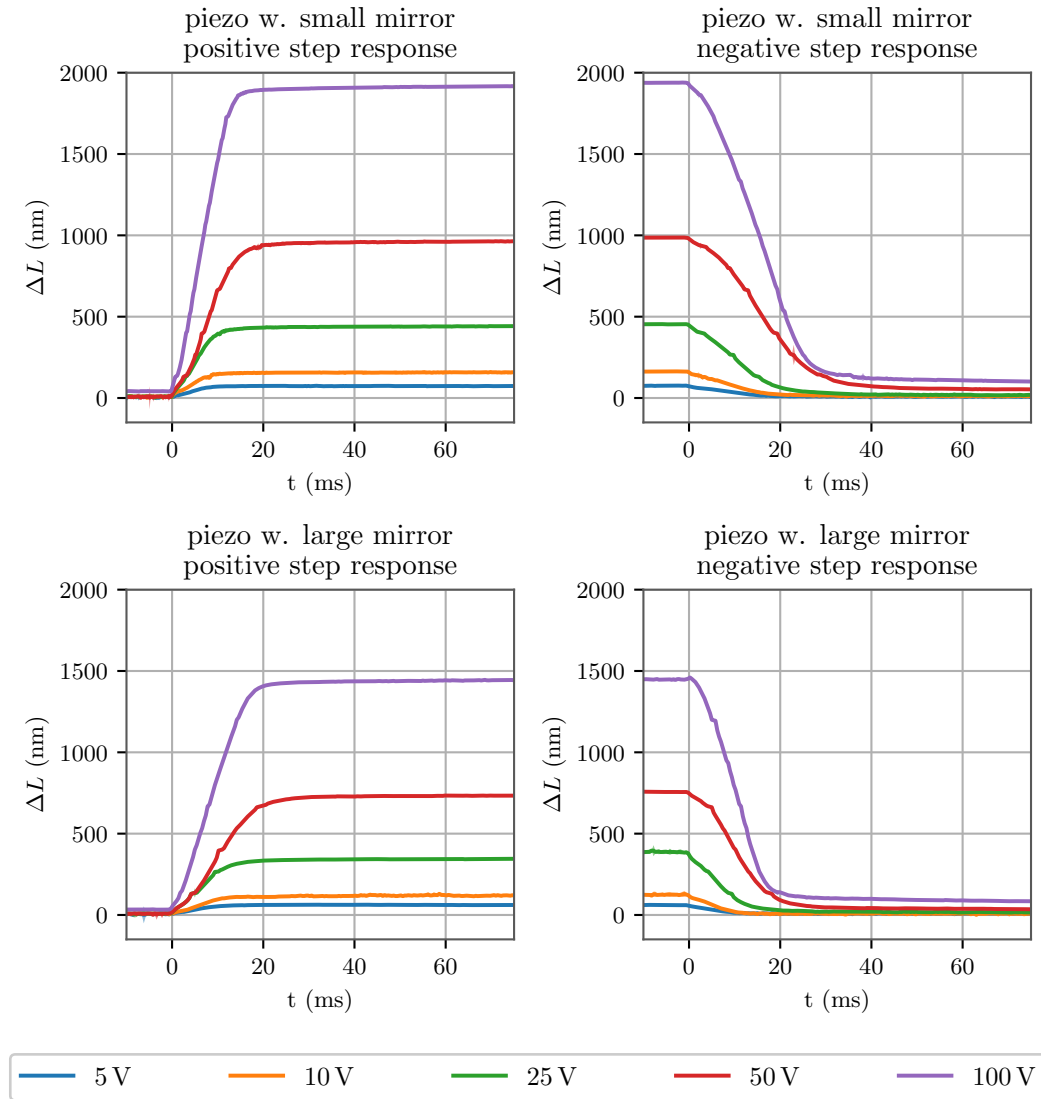 piezo w. small mirror
positive step response
2000
1500
1000
500
0
ΔL (nm)
0 20 40 60
t (ms)
piezo w. small mirror
negative step response
2000
1500
1000
500
0
ΔL (nm)
0 20 40 60
t (ms)
piezo w. large mirror
positive step response
2000
1500
1000
500
0
ΔL (nm)
0 20 40 60
t (ms)
piezo w. large mirror
negative step response
2000
1500
1000
500
0
ΔL (nm)
0 20 40 60
t (ms)
5 V 10 V 25 V 50 V 100 V